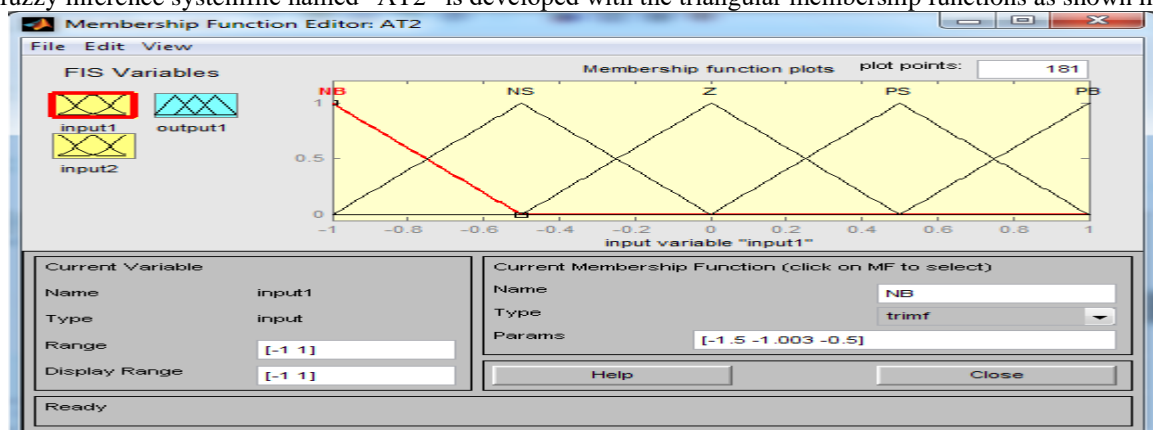 fuzzy inference systemfile named "AT2" is developed with the triangular membership functions as shown in
Membership Function Editor: AT2
File Edit View
FIS Variables
input1 output1
input2
Membership function plots plot points: 181
NB NS Z PS PB
1
0.5
0
-1 -0.8 -0.6 -0.4 -0.2 0 0.2 0.4 0.6 0.8 1
input variable "input1"
Current Variable
Name input1
Type input
Range [-1 1]
Display Range [-1 1]
Current Membership Function (click on MF to select)
Name NB
Type trimf
Params [-1.5 -1.003 -0.5]
Help Close
Ready